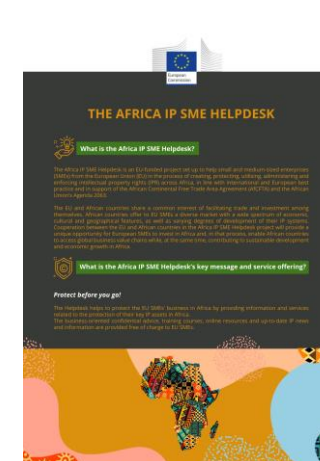 European
Commission
THE AFRICA IP SME HELPDESK
What is the Africa IP SME Helpdesk?
The Africa IP SME Helpdesk is an EU-funded project set up to help small and medium-sized enterprises
(SMEs) from the European Union (EU) in the process of creating, protecting, utilising, administering and
enforcing intellectual property rights (IPR) across Africa, in line with international and European best
practice and in support of the African Continental Free Trade Area Agreement (AfCFTA) and the African
Union's Agenda 2063.
The EU and African countries share a common interest of facilitating trade and investment among
themselves. African countries offer to EU SMEs a diverse market with a wide spectrum of economic,
cultural and geographical features, as well as varying degrees of development of their IP systems.
Cooperation between the EU and African countries in the Africa IP SME Helpdesk project will provide a
unique opportunity for European SMEs to invest in Africa and, in that process, enable African countries
to access global business value chains while, at the same time, contributing to sustainable development
and economic growth in Africa.
What is the Africa IP SME Helpdesk's key message and service offering?
Protect before you go!
The Helpdesk helps to protect the EU SMEs' business in Africa by providing information and services
related to the protection of their key IP assets in Africa.
The business-oriented confidential advice, training courses, online resources and up-to-date IP news
and information are provided free of charge to EU SMEs.